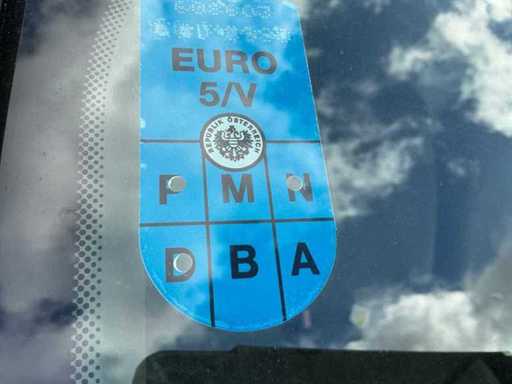 EURO
5/V
REPUBLIK ÖSTERREICH
P M N
D B A